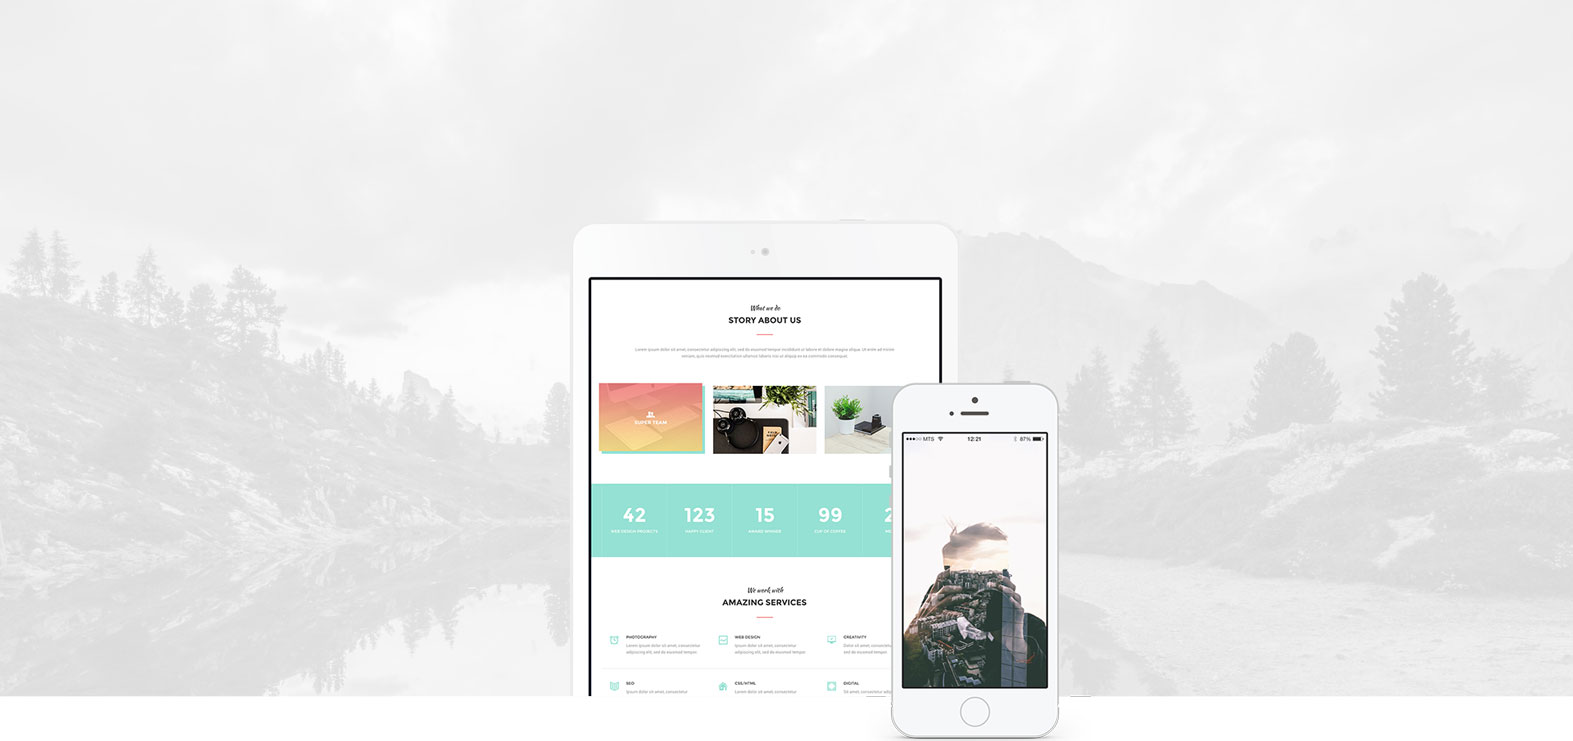 What we do
STORY ABOUT US
Lorem ipsum dolor sit amet, consectetur adipiscing elit, sed do eiusmod tempor incididunt ut labore et dolore magna aliqua. Ut enim ad minim
veniam, quis nostrud exercitation ullamco laboris nisi ut aliquip ex ea commodo consequat.
SUPER TEAM
42
WEB DESIGN PROJECTS
123
HAPPY CLIENT
15
AWARD WINNER
99
CUP OF COFFEE
2
We work with
AMAZING SERVICES
PHOTOGRAPHY
Lorem ipsum dolor sit amet, consectetur
adipiscing elit, sed do eiusmod tempor.
WEB DESIGN
Lorem ipsum dolor sit amet, consectetur
adipiscing elit, sed do eiusmod tempor.
CREATIVITY
Dolor sit amet, consectetur
adipiscing elit, sed do eiusmod
SEO
Ipsum dolor sit amet, consectetur
CSS/HTML
Lorem dolor sit amet, consectetur
DIGITAL
Sit amet, consectetur
MTS
12:21
87%